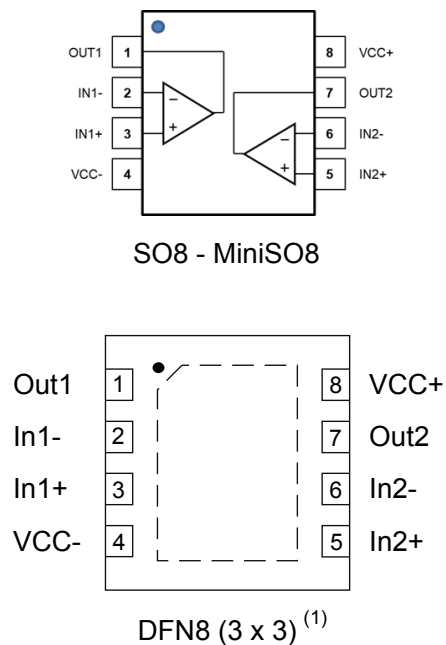 OUT1 1 8 VCC+
IN1- 2 7 OUT2
IN1+ 3 6 IN2-
VCC- 4 5 IN2+
− + − +
SO8 - MiniSO8
Out1 1 8 VCC+
In1- 2 7 Out2
In1+ 3 6 In2-
VCC- 4 5 In2+
DFN8 (3 x 3) (1)